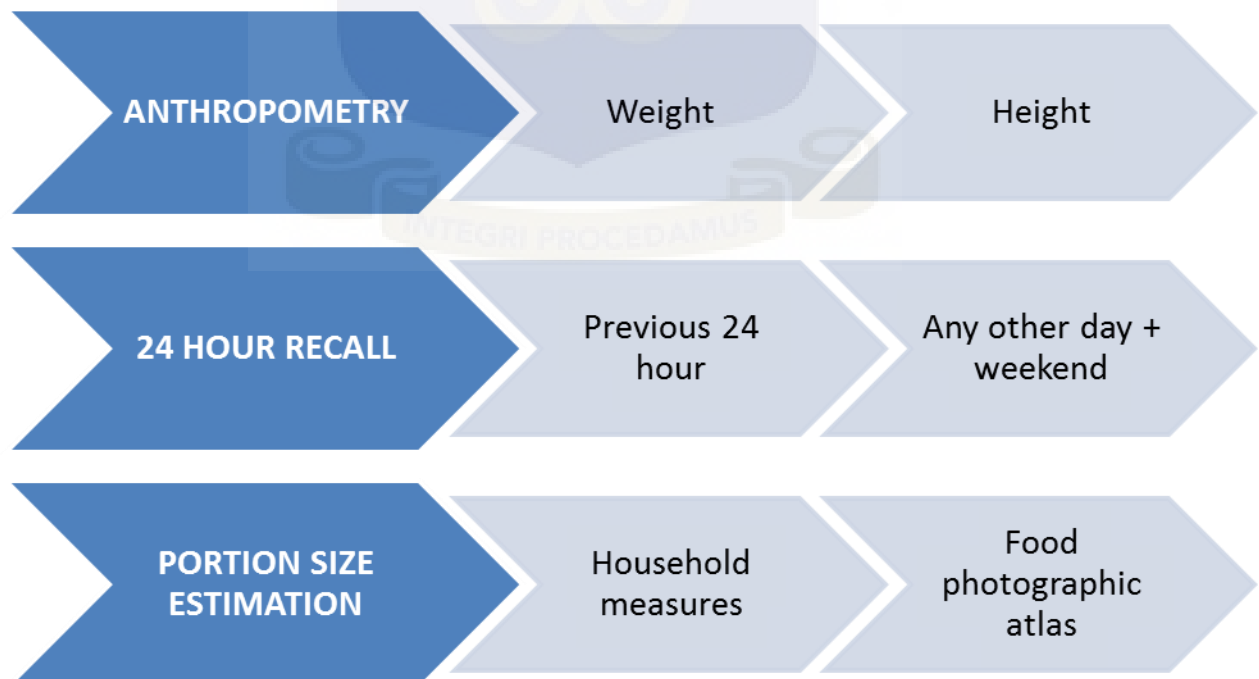 ANTHROPOMETRY
Weight
Height
INTEGRI PROCEDAMUS
24 HOUR RECALL
Previous 24
hour
Any other day +
weekend
PORTION SIZE
ESTIMATION
Household
measures
Food
photographic
atlas